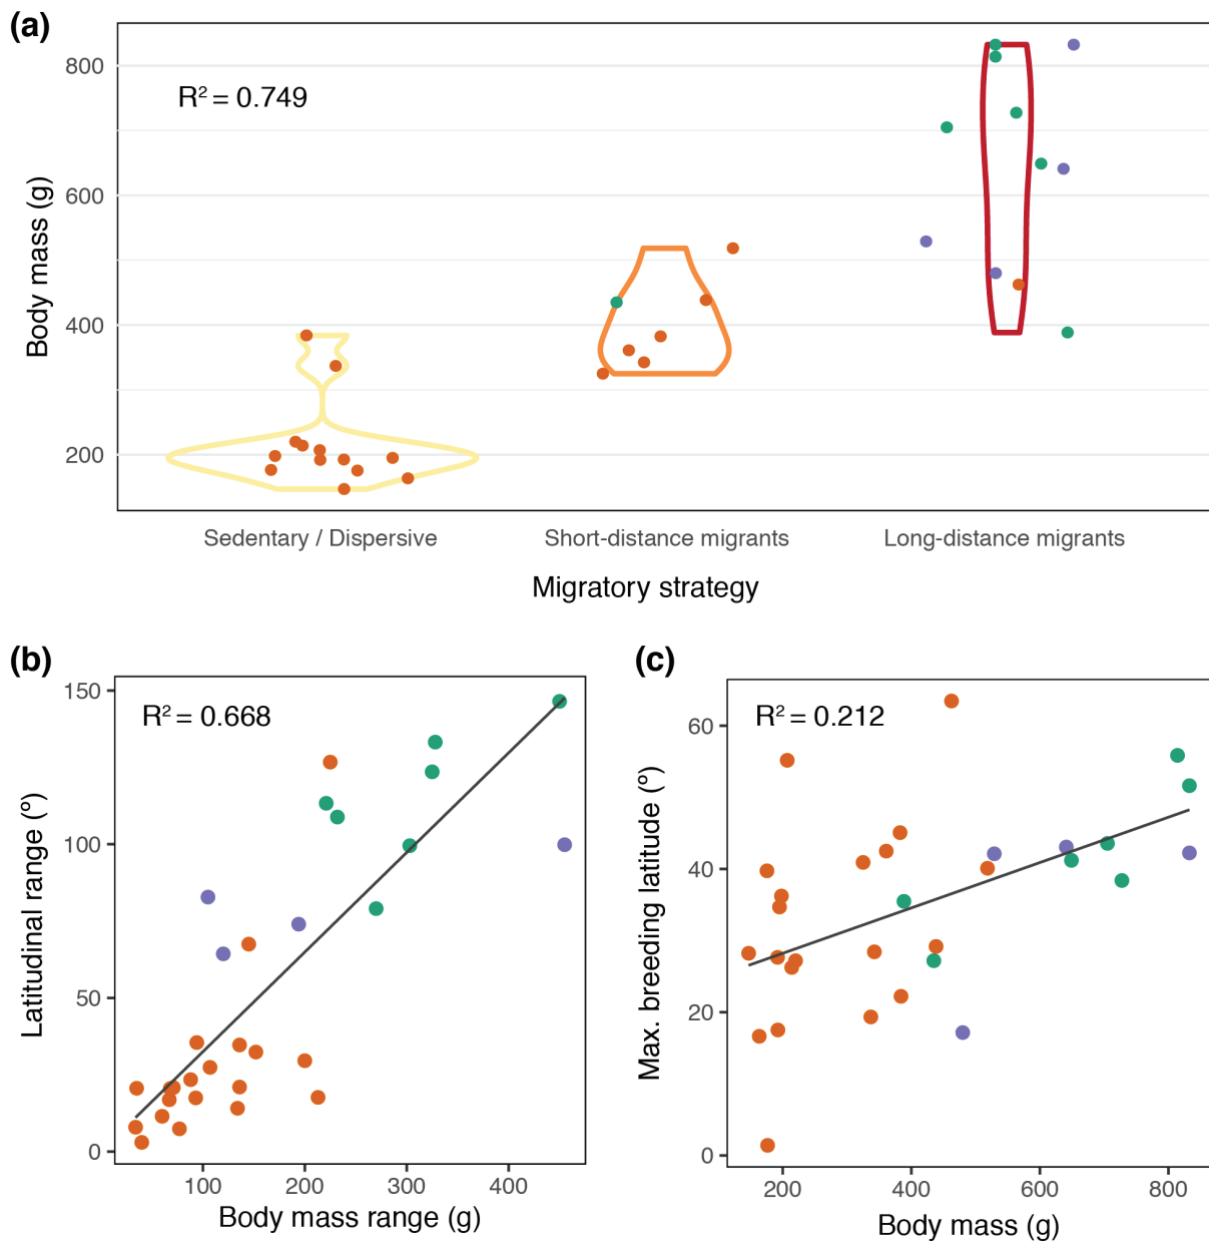 (a)
R² = 0.749
Body mass (g)
800
600
400
200
Sedentary / Dispersive
Short-distance migrants
Long-distance migrants
Migratory strategy
(b)
R² = 0.668
Latitudinal range (º)
150
100
50
0
100
200
300
400
Body mass range (g)
(c)
R² = 0.212
Max. breeding latitude (º)
60
40
20
0
200
400
600
800
Body mass (g)